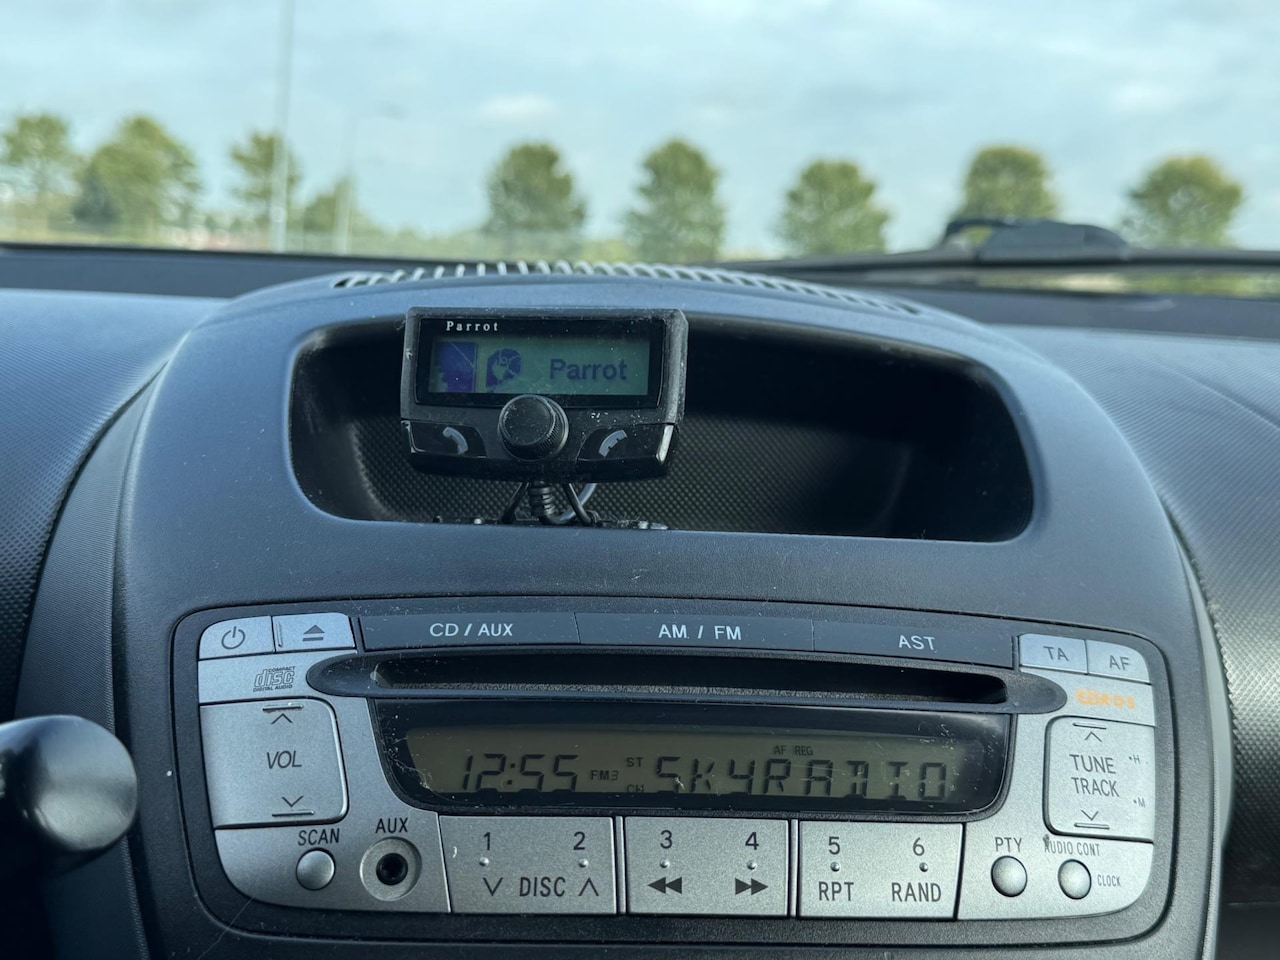 Parrot
Parrot
CD / AUX
AM / FM
AST
TA
AF
COMPACT
disc
DIGITAL AUDIO
VOL
12:55
FM3
ST
CH
AF REG
SKYRADIO
TUNE
TRACK
•H
•M
SCAN
AUX
1
2
DISC
3
4
5
RPT
6
RAND
PTY
AUDIO CONT
CLOCK